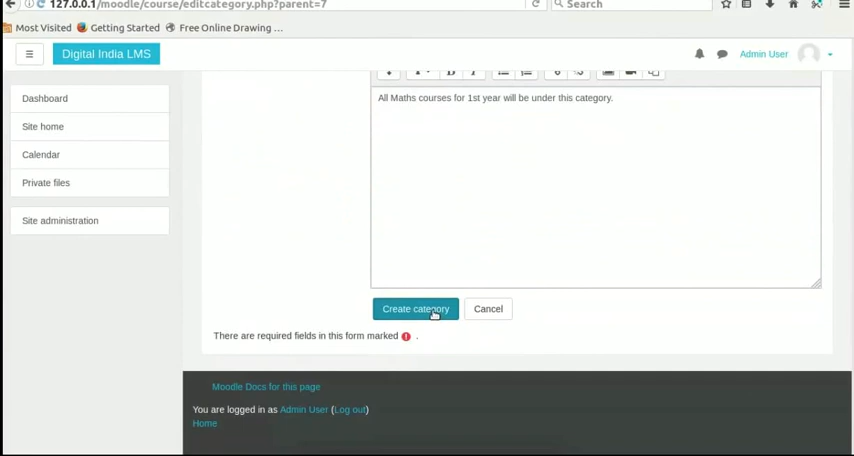 127.0.0.1/moodle/course/editcategory.php?parent=7
Search
Most Visited Getting Started Free Online Drawing ...
Digital India LMS
Admin User
Dashboard
Site home
Calendar
Private files
Site administration
All Maths courses for 1st year will be under this category.
Create category Cancel
There are required fields in this form marked .
Moodle Docs for this page
You are logged in as Admin User (Log out)
Home